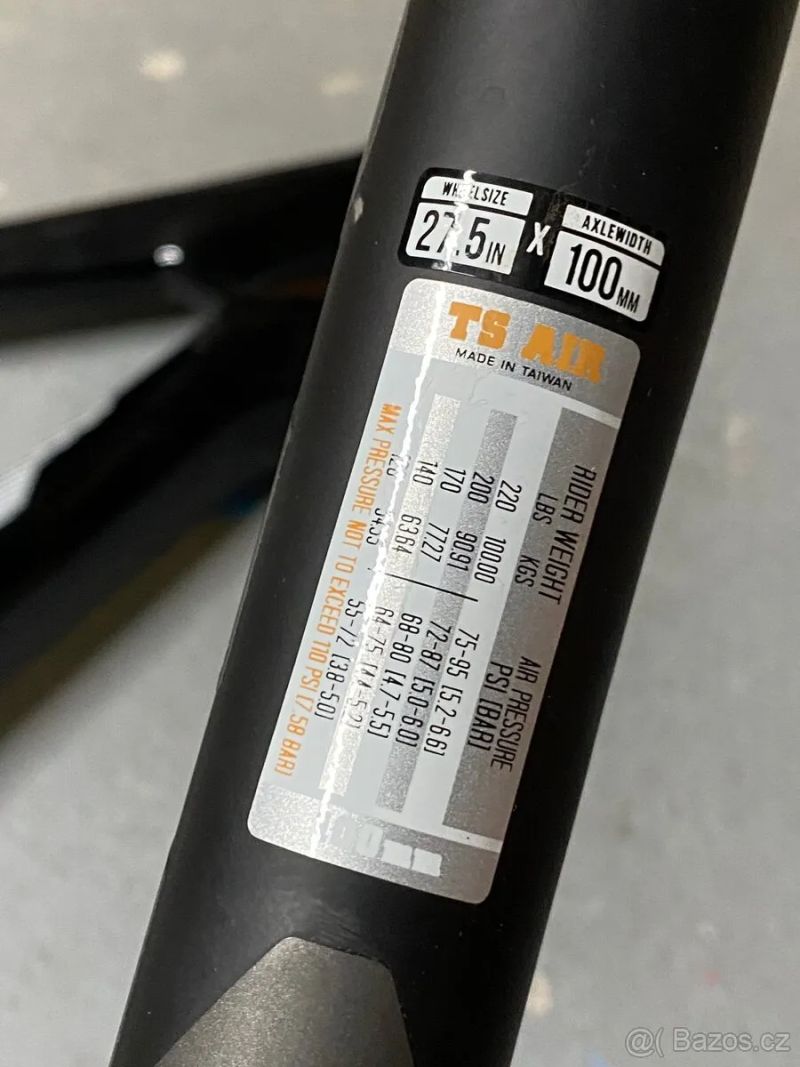 WHEELSIZE
27.5IN
X
AXLEWIDTH
100MM
TS AIR
MADE IN TAIWAN
RIDER WEIGHT AIR PRESSURE
LBS KGS PSI [BAR]
220 100.00 75-95 [5.2-6.6]
200 90.91 72-87 [5.0-6.0]
170 77.27 68-80 [4.7-5.5]
140 63.64 64-75 [4.4-5.2]
55-72 [3.8-5.0]
MAX PRESSURE NOT TO EXCEED 110 PSI [7.58 BAR]
@( Bazos.cz